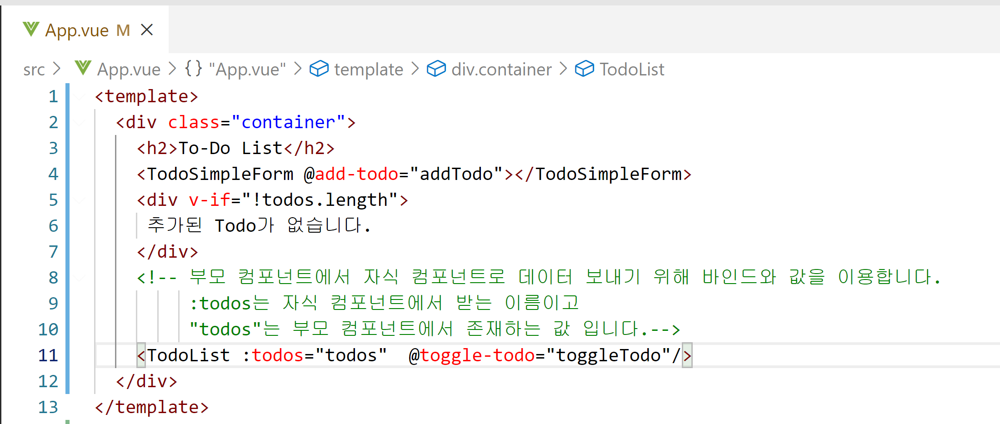 App.vue M
src > App.vue > {} "App.vue" > template > div.container > TodoList
1 <template>
2 <div class="container">
3 <h2>To-Do List</h2>
4 <TodoSimpleForm @add-todo="addTodo"></TodoSimpleForm>
5 <div v-if="!todos.length">
6 추가된 Todo가 없습니다.
7 </div>
8 <!-- 부모 컴포넌트에서 자식 컴포넌트로 데이터 보내기 위해 바인드와 값을 이용합니다.
9 :todos는 자식 컴포넌트에서 받는 이름이고
10 "todos"는 부모 컴포넌트에서 존재하는 값 입니다.-->
11 <TodoList :todos="todos"  @toggle-todo="toggleTodo"/>
12 </div>
13 </template>